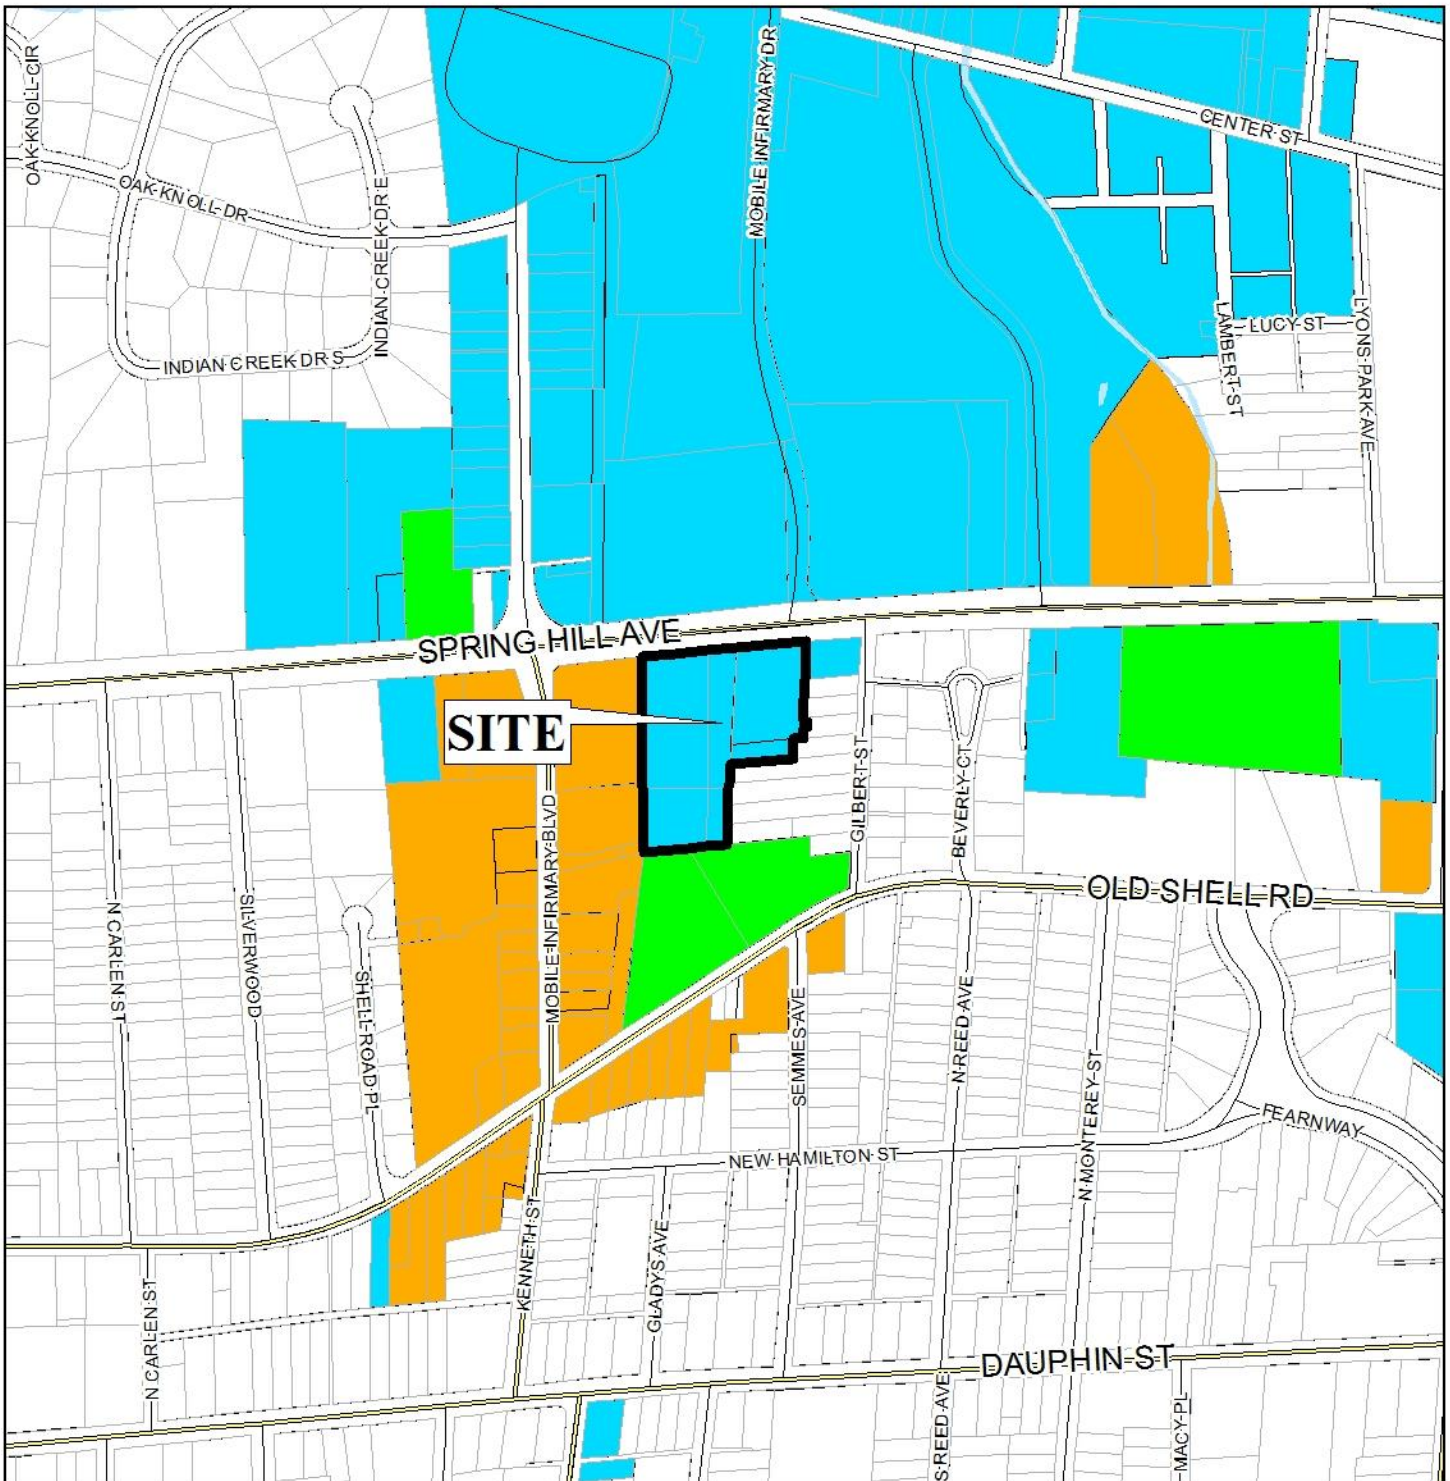 OAK KNOLL CIR
MOBILE INFIRMARY DR
CENTER ST
OAK KNOLL DR
INDIAN CREEK DR E
LAMBERT ST
LUCY ST
LYONS PARK AVE
INDIAN CREEK DR S
SPRING HILL AVE
SITE
GILBERT ST
BEVERLY CT
MOBILE INFIRMARY BLVD
OLD SHELL RD
N CARLEN ST
SILVERWOOD
SHELL ROAD PL
SEMMES AVE
N REED AVE
N MONTEREY ST
FEARNWAY
NEW HAMILTON ST
KENNETH ST
GLADYS AVE
N CARLEN ST
DAUPHIN ST
S REED AVE
MACY PL